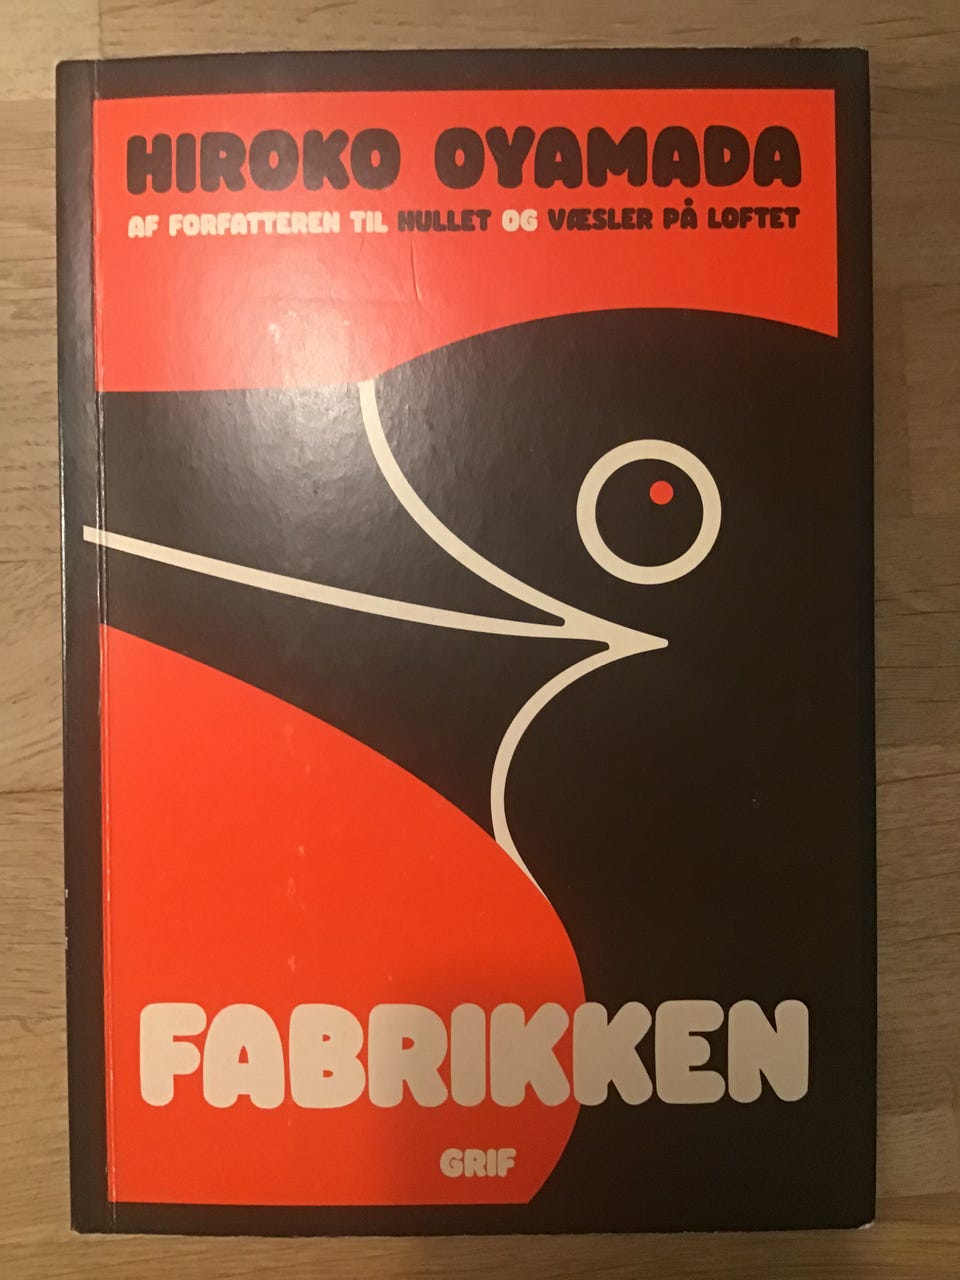 HIROKO OYAMADA
AF FORFATTEREN TIL HULLET OG VÆSLER PÅ LOFTET
FABRIKKEN
GRIF